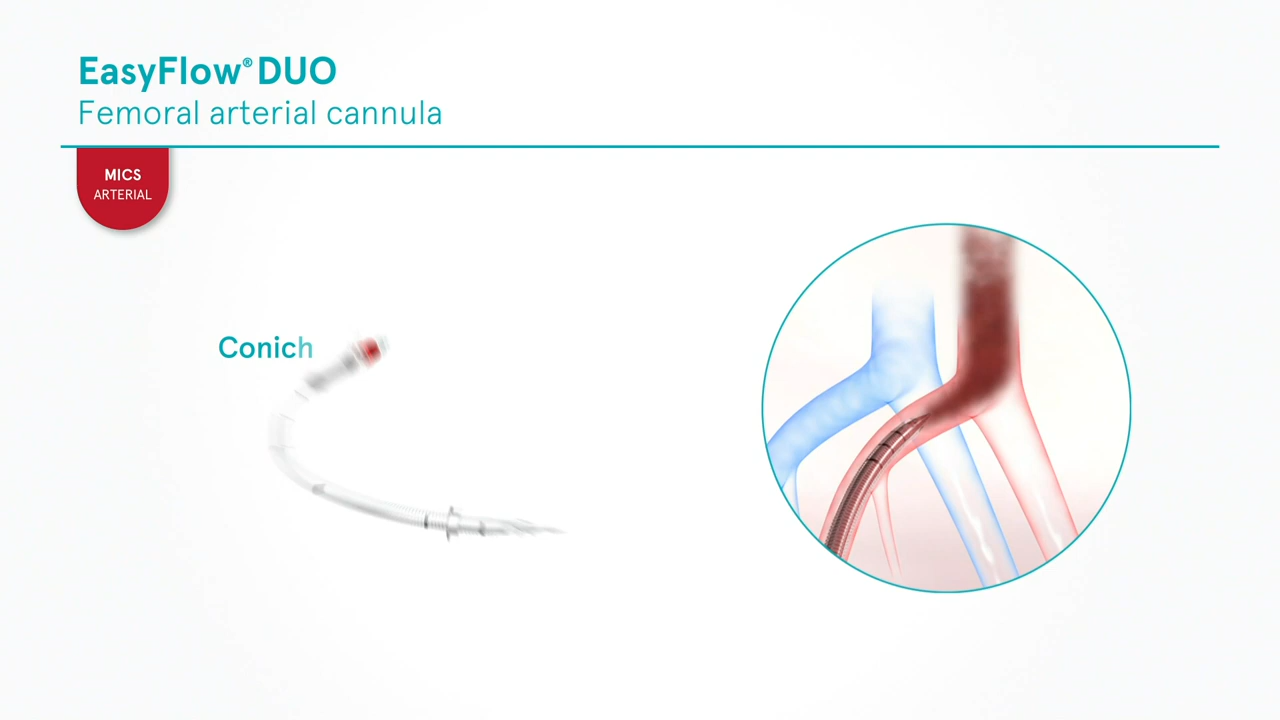 EasyFlow® DUO
Femoral arterial cannula
MICS
ARTERIAL
Conich